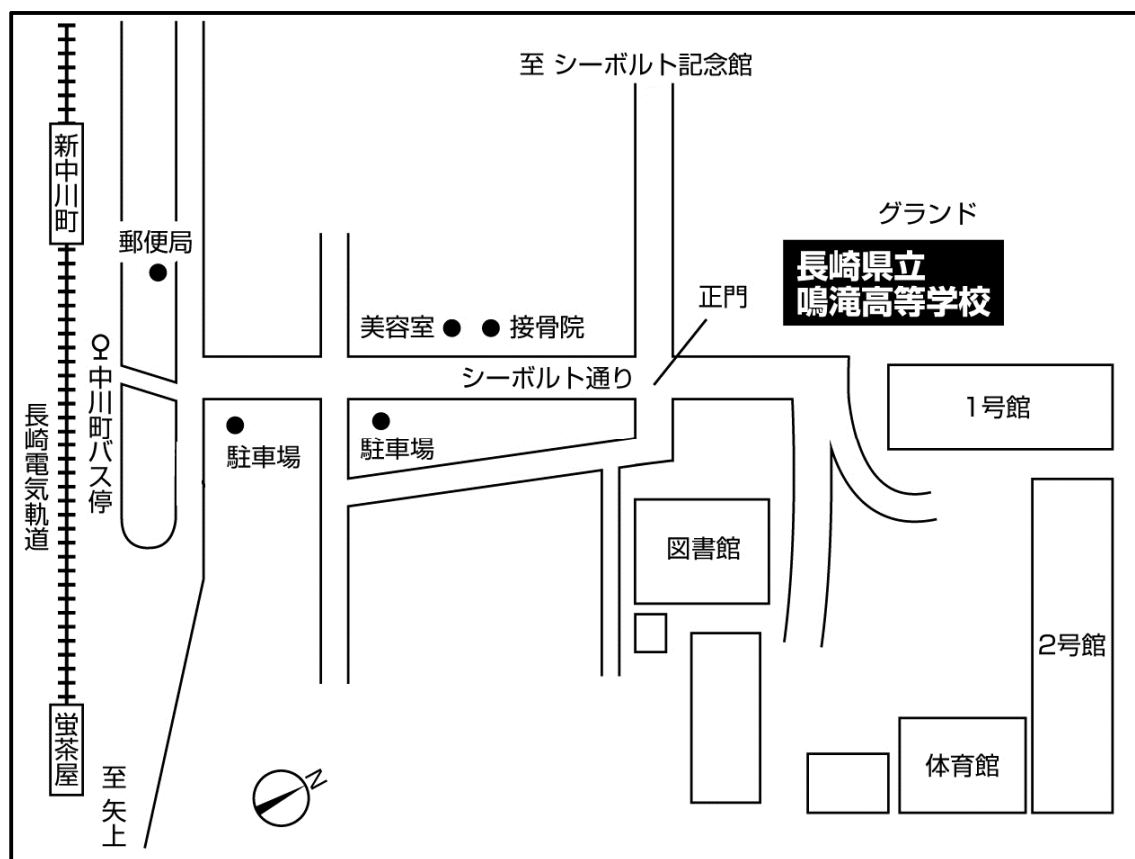 至 シーボルト記念館
新中川町
グランド
郵便局
長崎県立
鳴滝高等学校
正門
美容室
接骨院
シーボルト通り
中川町バス停
長崎電気軌道
1号館
駐車場
駐車場
図書館
2号館
蛍茶屋
至 矢上
N
体育館